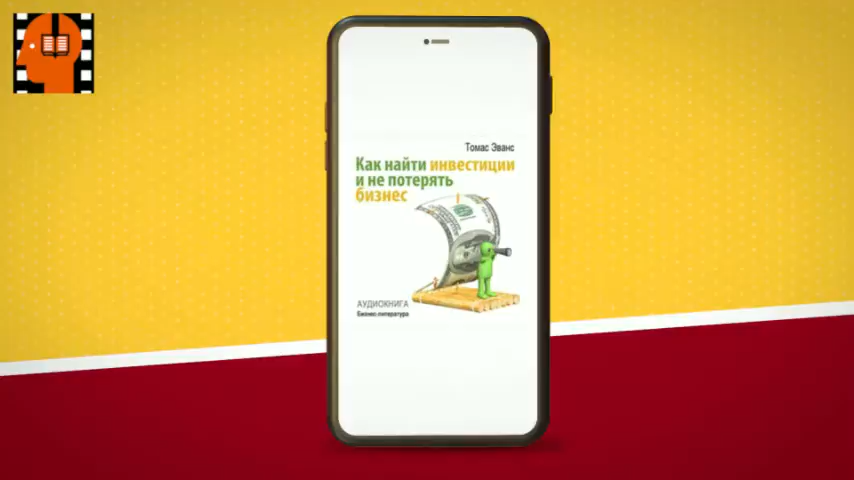 Томас Эванс
Как найти инвестиции
и не потерять
бизнес
АУДИОКНИГА
Бизнес литература